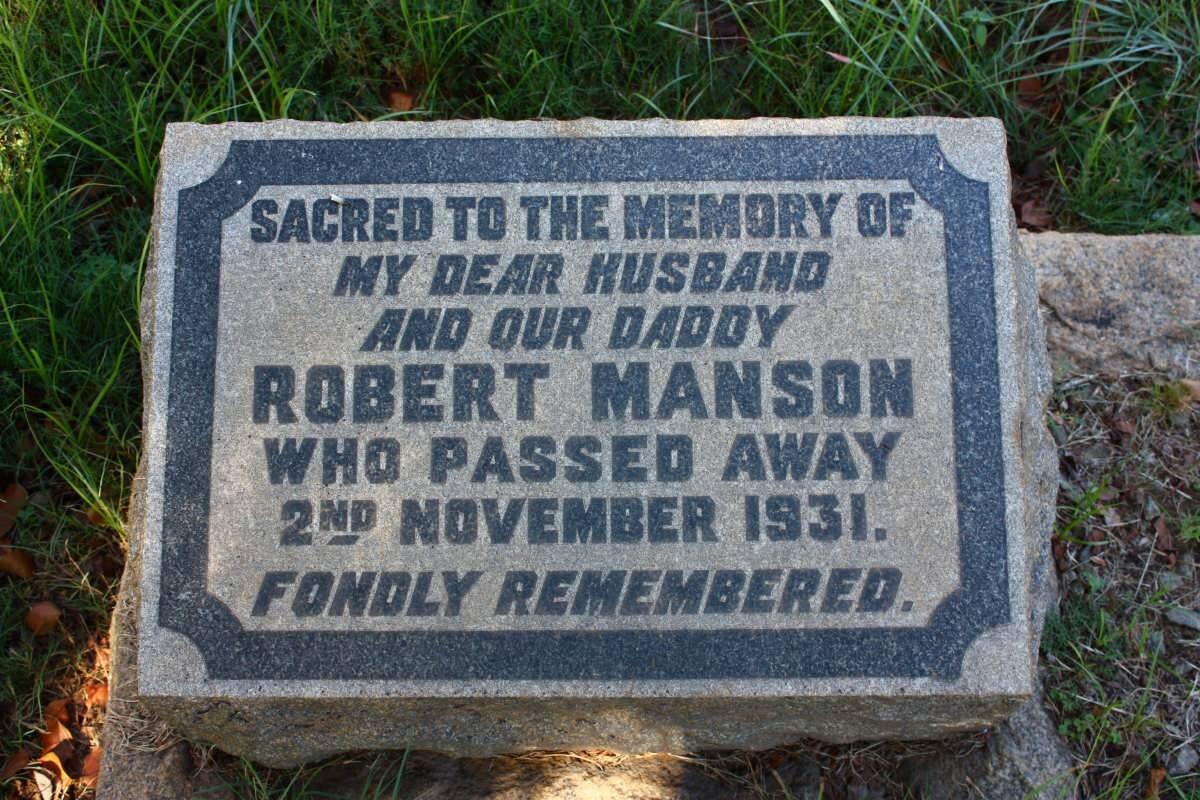 SACRED TO THE MEMORY OF
MY DEAR HUSBAND
AND OUR DADDY
ROBERT MANSON
WHO PASSED AWAY
2ND NOVEMBER 1931.
FONDLY REMEMBERED.